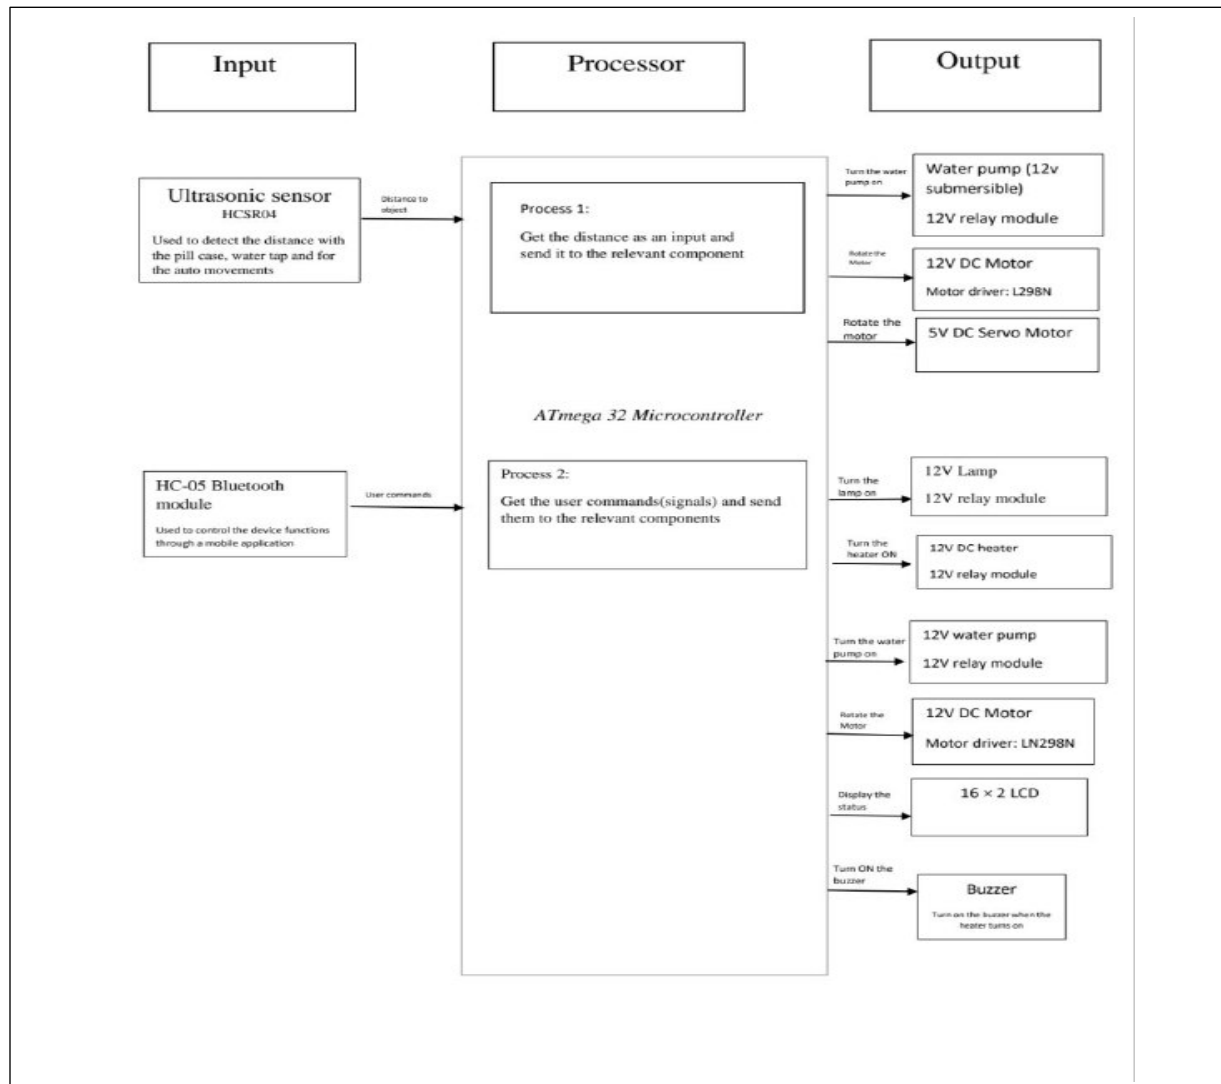 Input
Processor
Output
Ultrasonic sensor
HCSR04
Used to detect the distance with
the pill case, water tap and for
the auto movements
Distance to
object
Process 1:
Get the distance as an input and
send it to the relevant component
Turn the water
pump on
Water pump (12v
submersible)
12V relay module
Rotate the
Motor
12V DC Motor
Motor driver: L298N
Rotate the
motor
5V DC Servo Motor
ATmega 32 Microcontroller
HC-05 Bluetooth
module
Used to control the device functions
through a mobile application
User commands
Process 2:
Get the user commands(signals) and send
them to the relevant components
Turn the
lamp on
12V Lamp
12V relay module
Turn the
heater ON
12V DC heater
12V relay module
Turn the water
pump on
12V water pump
12V relay module
Rotate the
Motor
12V DC Motor
Motor driver: LN298N
Display the
status
16 × 2 LCD
Turn ON the
buzzer
Buzzer
Turn on the buzzer when the
heater turns on